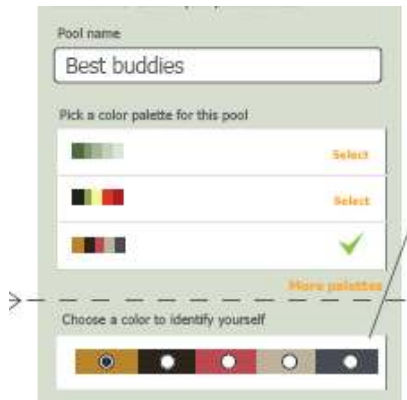 Pool name
Best buddies
Pick a color palette for this pool
Select
Select
More palettes
Choose a color to identify yourself